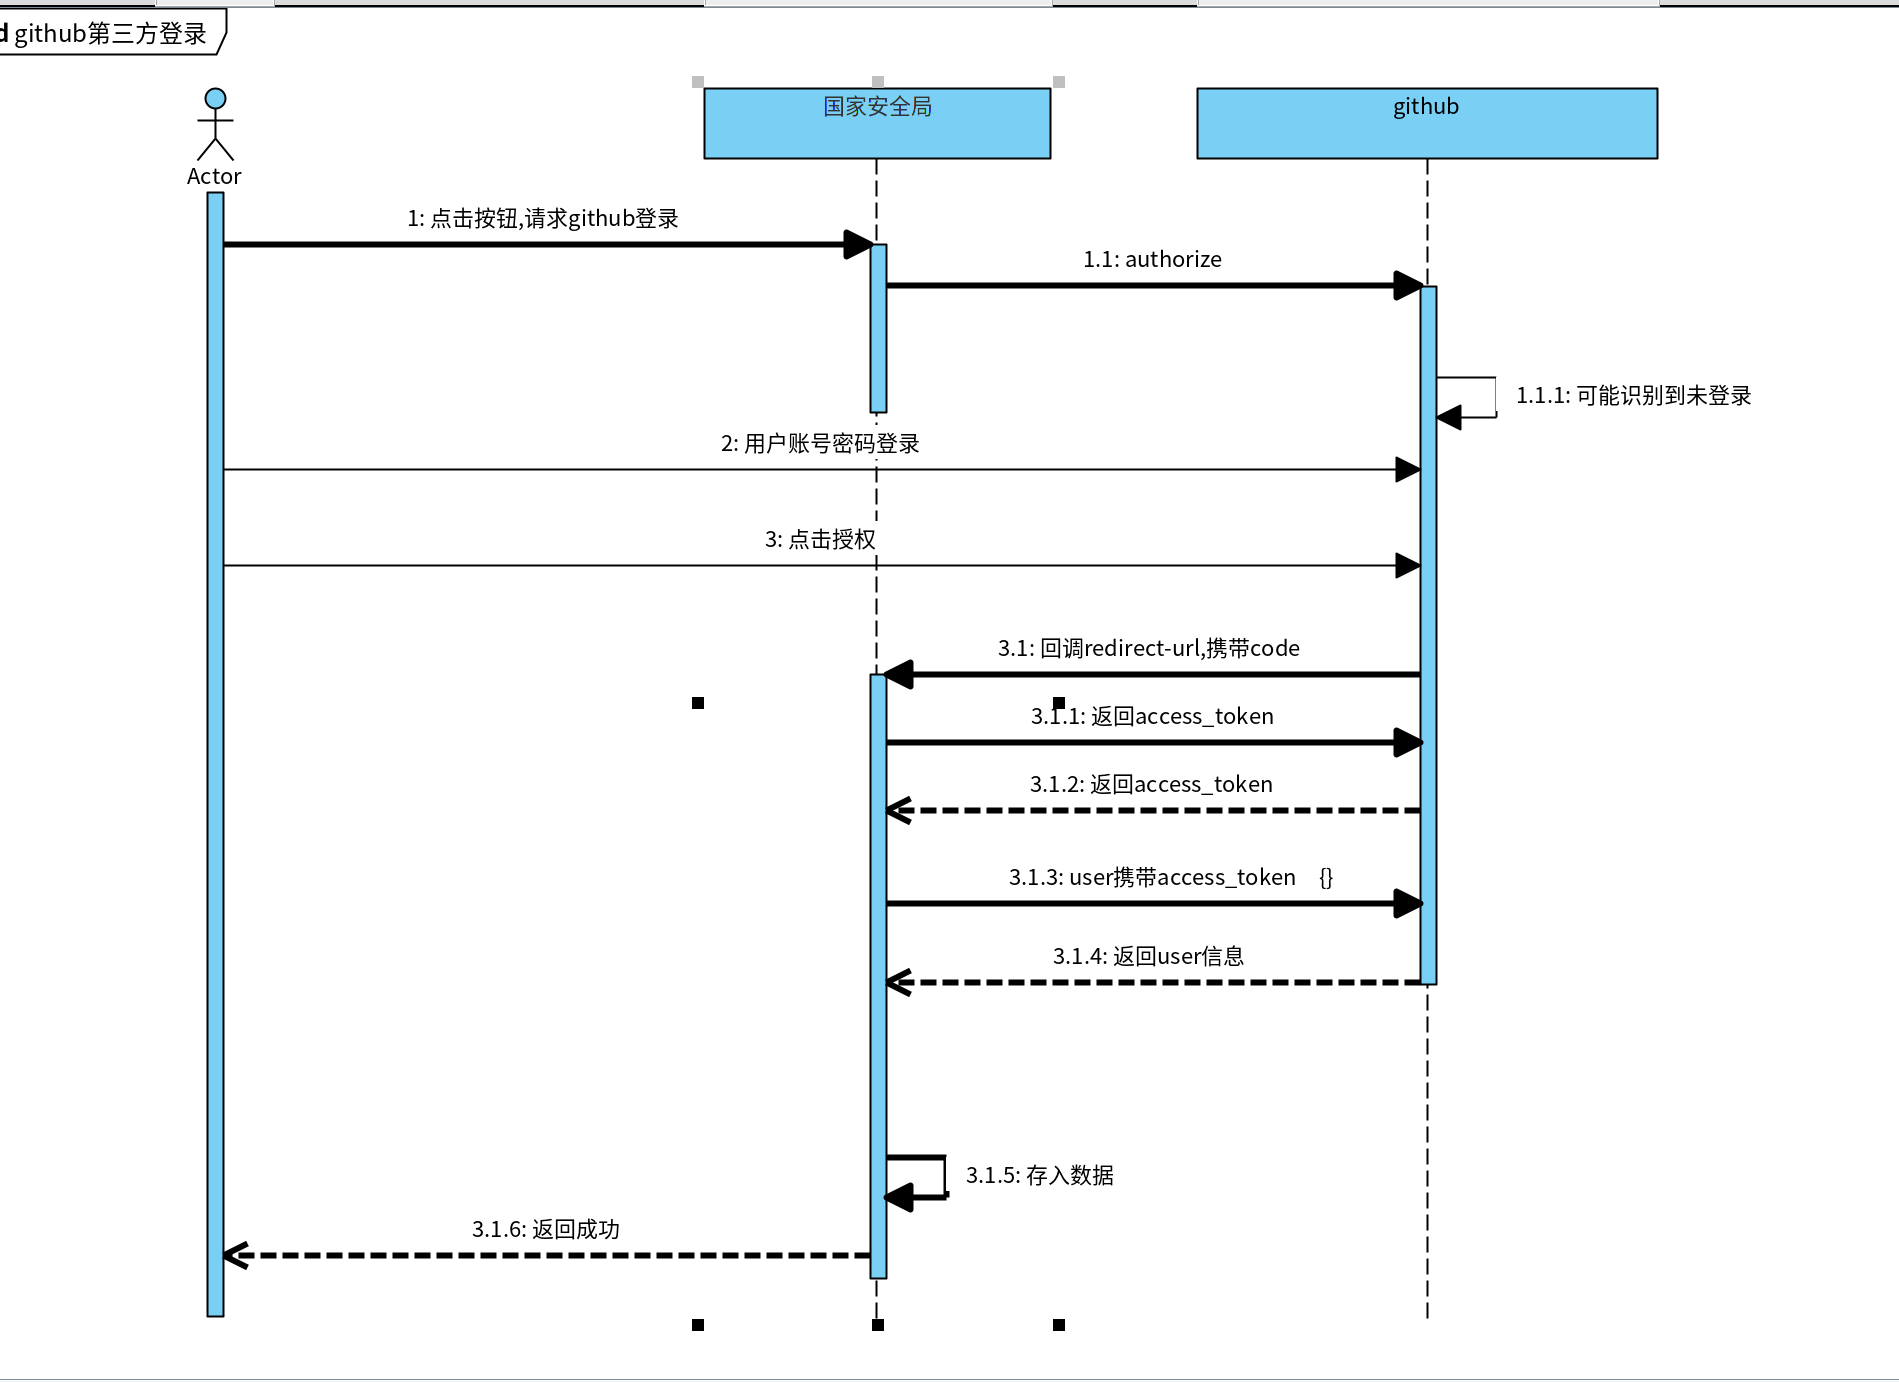 d github第三方登录
国家安全局
github
Actor
1: 点击按钮,请求github登录
1.1: authorize
1.1.1: 可能识别到未登录
2: 用户账号密码登录
3: 点击授权
3.1: 回调redirect-url,携带code
3.1.1: 返回access_token
3.1.2: 返回access_token
3.1.3: user携带access_token {}
3.1.4: 返回user信息
3.1.5: 存入数据
3.1.6: 返回成功